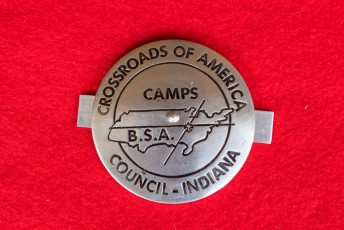 CROSSROADS OF AMERICA
CAMPS
B.S.A.
COUNCIL - INDIANA